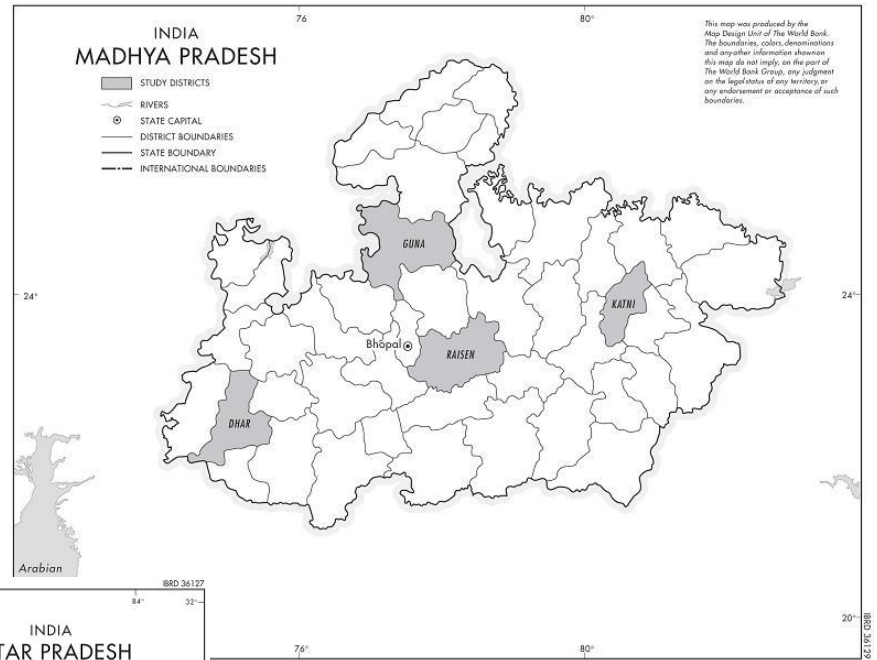 76°
80°
INDIA
MADHYA PRADESH
STUDY DISTRICTS
RIVERS
STATE CAPITAL
DISTRICT BOUNDARIES
STATE BOUNDARY
INTERNATIONAL BOUNDARIES
This map was produced by the
Map Design Unit of The World Bank.
The boundaries, colors, denominations
and any other information shown on
this map do not imply, on the part of
The World Bank Group, any judgment
on the legal status of any territory, or
any endorsement or acceptance of such
boundaries.
GUNA
24°
24°
KATNI
Bhopal
RAISEN
DHAR
Arabian
IBRD 36127
84°
32°
INDIA
TAR PRADESH
20°
76°
80°
IBRD 36129